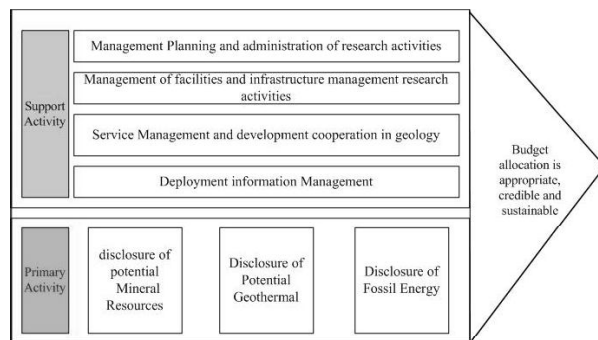 Support
Activity
Management Planning and administration of research activities
Management of facilities and infrastructure management research
activities
Service Management and development cooperation in geology
Deployment information Management
Primary
Activity
disclosure of
potential
Mineral
Resources
Disclosure of
Potential
Geothermal
Disclosure of
Fossil Energy
Budget
allocation is
appropriate,
credible and
sustainable